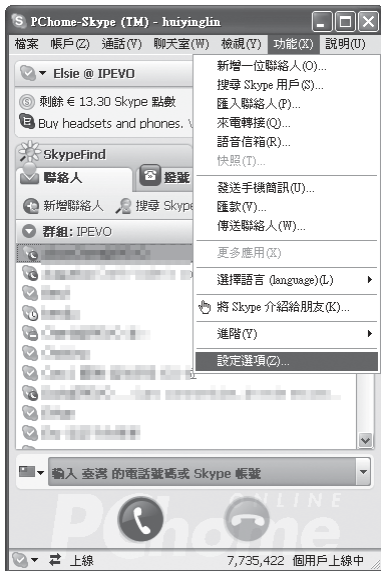 PChome-Skype (TM) - huiyinglin
檔案 帳戶(Z) 通話(V) 聊天室(W) 檢視(Y) 功能(X) 說明(U)
Elsie @ IPEVO
剩餘 € 13.30 Skype 點數
Buy headsets and phones.
SkypeFind
聯絡人 撥號
新增聯絡人 搜尋 Skype
群組: IPEVO
新增一位聯絡人(O)...
搜尋 Skype 用戶(S)...
匯入聯絡人(P)...
來電轉接(Q)...
語音信箱(R)...
快照(T)...
發送手機簡訊(U)...
匯款(V)...
傳送聯絡人(W)...
更多應用(X)
選擇語言 (language)(L)
將 Skype 介紹給朋友(K)...
進階(Y)
設定選項(Z)...
輸入 臺灣 的電話號碼或 Skype 帳號
ONLINE
PChome
上線 7,735,422 個用戶上線中